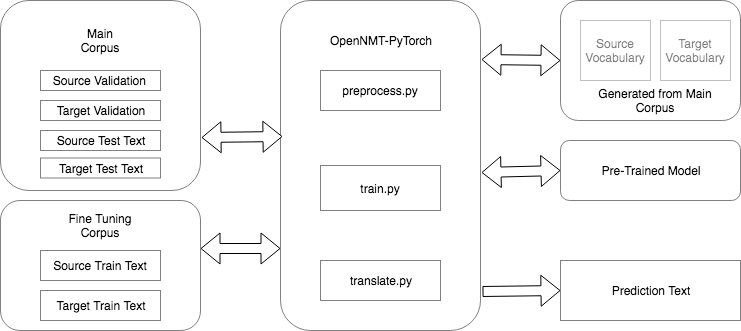 Main
Corpus
Source Validation
Target Validation
Source Test Text
Target Test Text
Fine Tuning
Corpus
Source Train Text
Target Train Text
OpenNMT-PyTorch
preprocess.py
train.py
translate.py
Source
Vocabulary
Target
Vocabulary
Generated from Main
Corpus
Pre-Trained Model
Prediction Text